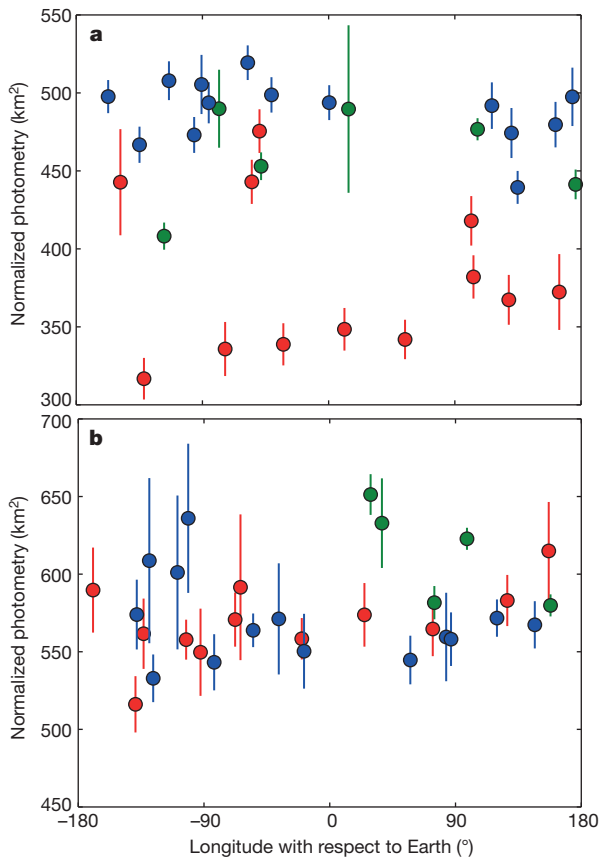 a
550
500
450
400
350
300
Normalized photometry (km²)
b
700
650
600
550
500
450
Normalized photometry (km²)
–180 –90 0 90 180
Longitude with respect to Earth (°)